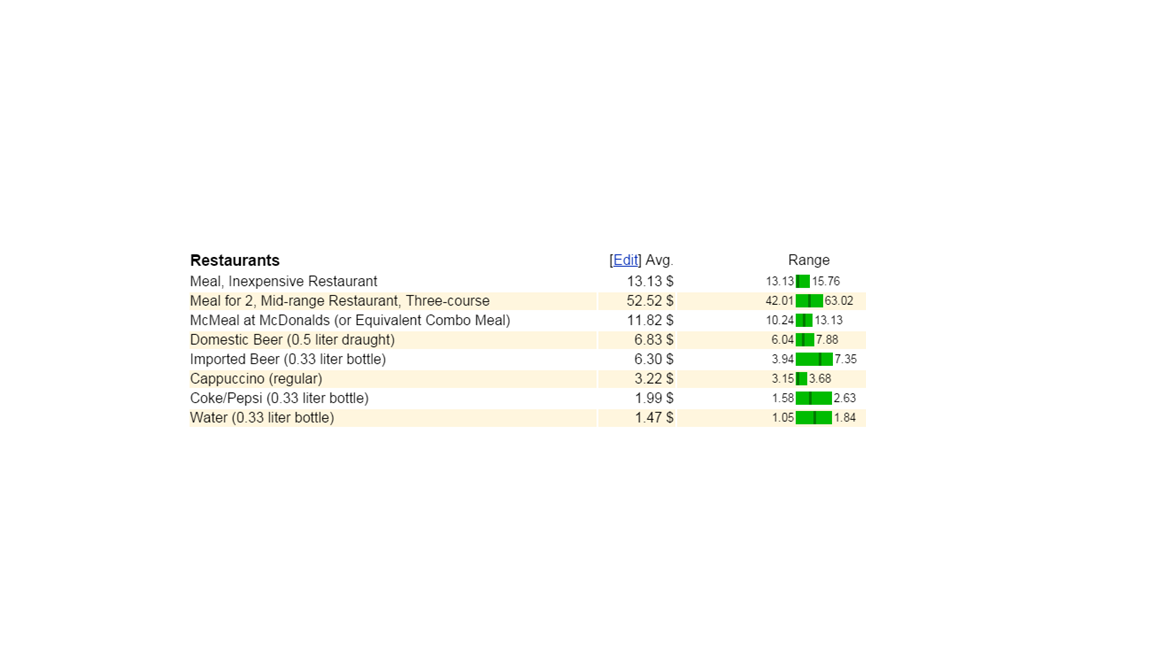 Restaurants [Edit] Avg. Range
Meal, Inexpensive Restaurant 13.13 $ 13.13 15.76
Meal for 2, Mid-range Restaurant, Three-course 52.52 $ 42.01 63.02
McMeal at McDonalds (or Equivalent Combo Meal) 11.82 $ 10.24 13.13
Domestic Beer (0.5 liter draught) 6.83 $ 6.04 7.88
Imported Beer (0.33 liter bottle) 6.30 $ 3.94 7.35
Cappuccino (regular) 3.22 $ 3.15 3.68
Coke/Pepsi (0.33 liter bottle) 1.99 $ 1.58 2.63
Water (0.33 liter bottle) 1.47 $ 1.05 1.84